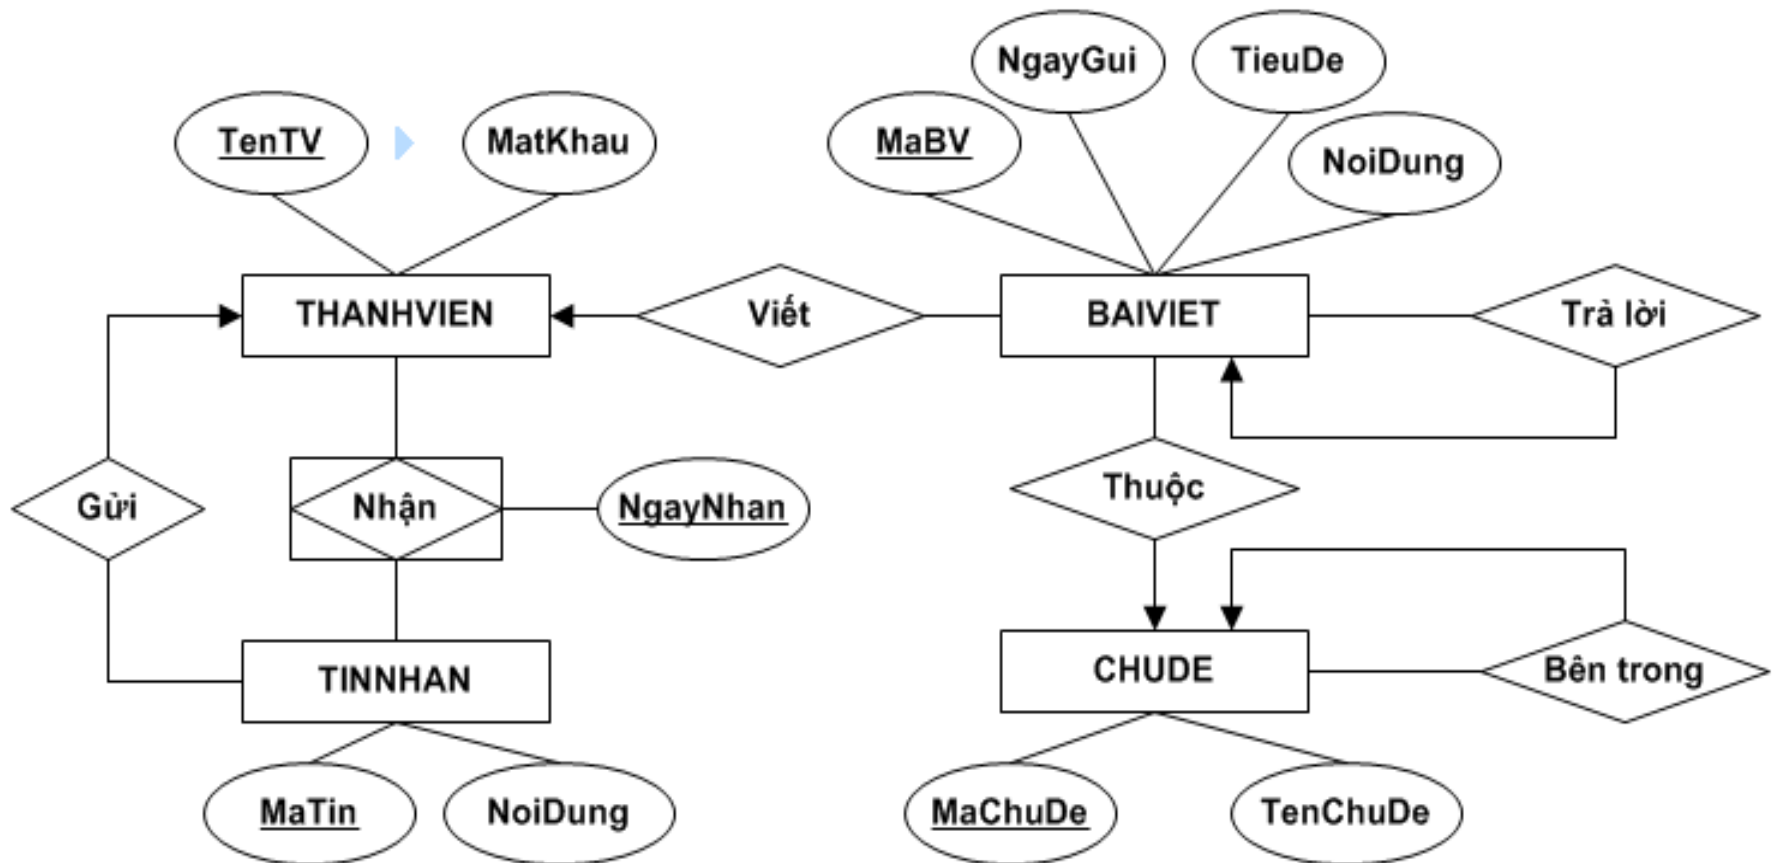 NgayGui
TieuDe
TenTV
MatKhau
MaBV
NoiDung
THANHVIEN
Viết
BAIVIET
Trả lời
Gửi
Nhận
NgayNhan
Thuộc
TINNHAN
CHUDE
Bên trong
MaTin
NoiDung
MaChuDe
TenChuDe